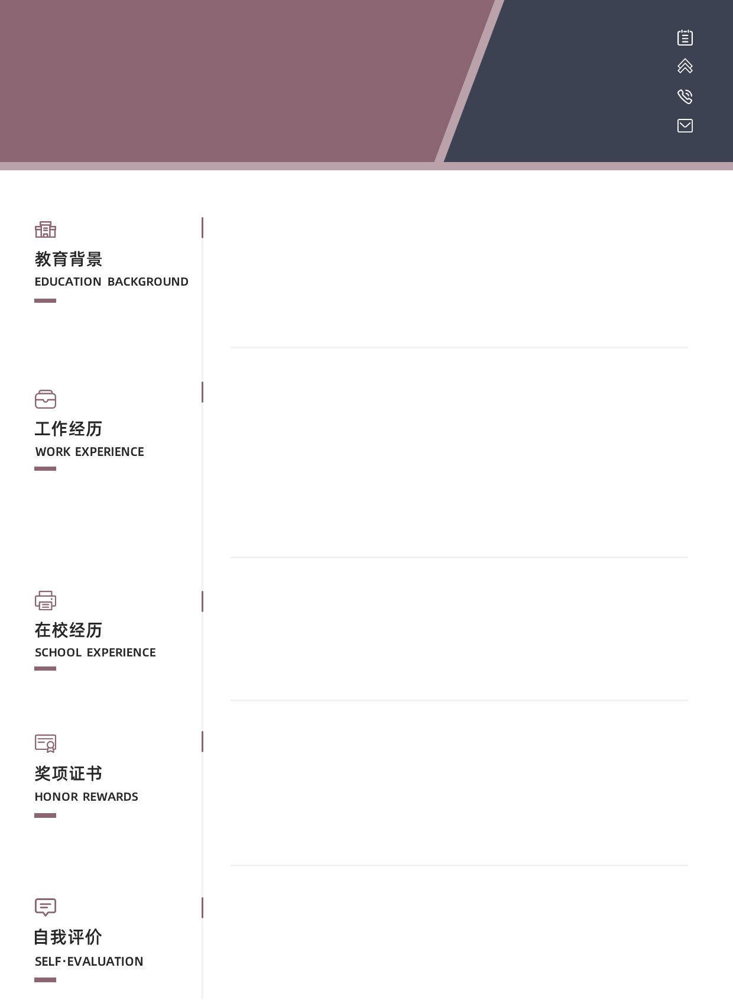 教育背景
EDUCATION BACKGROUND
工作经历
WORK EXPERIENCE
在校经历
SCHOOL EXPERIENCE
奖项证书
HONOR REWARDS
自我评价
SELF·EVALUATION